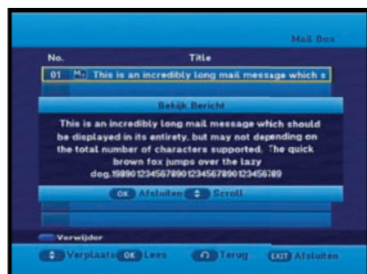 Mail Box
No. Title
01 This is an incredibly long mail message which s
Bekijk Bericht
This is an incredibly long mail message which should
be displayed in its entirety, but may not depending on
the total number of characters supported. The quick
brown fox jumps over the lazy
dog.1989012345678901234567890123456789
OK Afsluiten Scroll
Verwijder
Verplaats OK Lees Terug EXIT Afsluiten